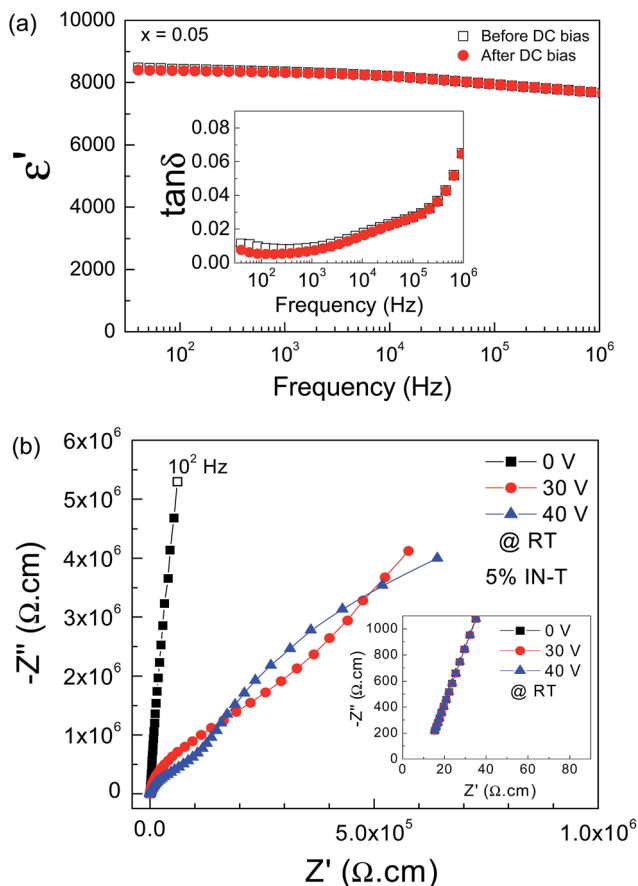 (a)
x = 0.05
Before DC bias
After DC bias
10000
8000
6000
4000
2000
0
ε'
0.08
0.06
0.04
0.02
0.00
tanδ
10² 10³ 10⁴ 10⁵ 10⁶
Frequency (Hz)
10² 10³ 10⁴ 10⁵ 10⁶
Frequency (Hz)
(b)
10² Hz
0 V
30 V
40 V
@ RT
5% IN-T
6x10⁶
5x10⁶
4x10⁶
3x10⁶
2x10⁶
1x10⁶
0
-Z'' (Ω.cm)
1000
800
600
400
200
0
-Z'' (Ω.cm)
0 V
30 V
40 V
@ RT
0 20 40 60 80
Z' (Ω.cm)
0.0 5.0x10⁵ 1.0x10⁶
Z' (Ω.cm)